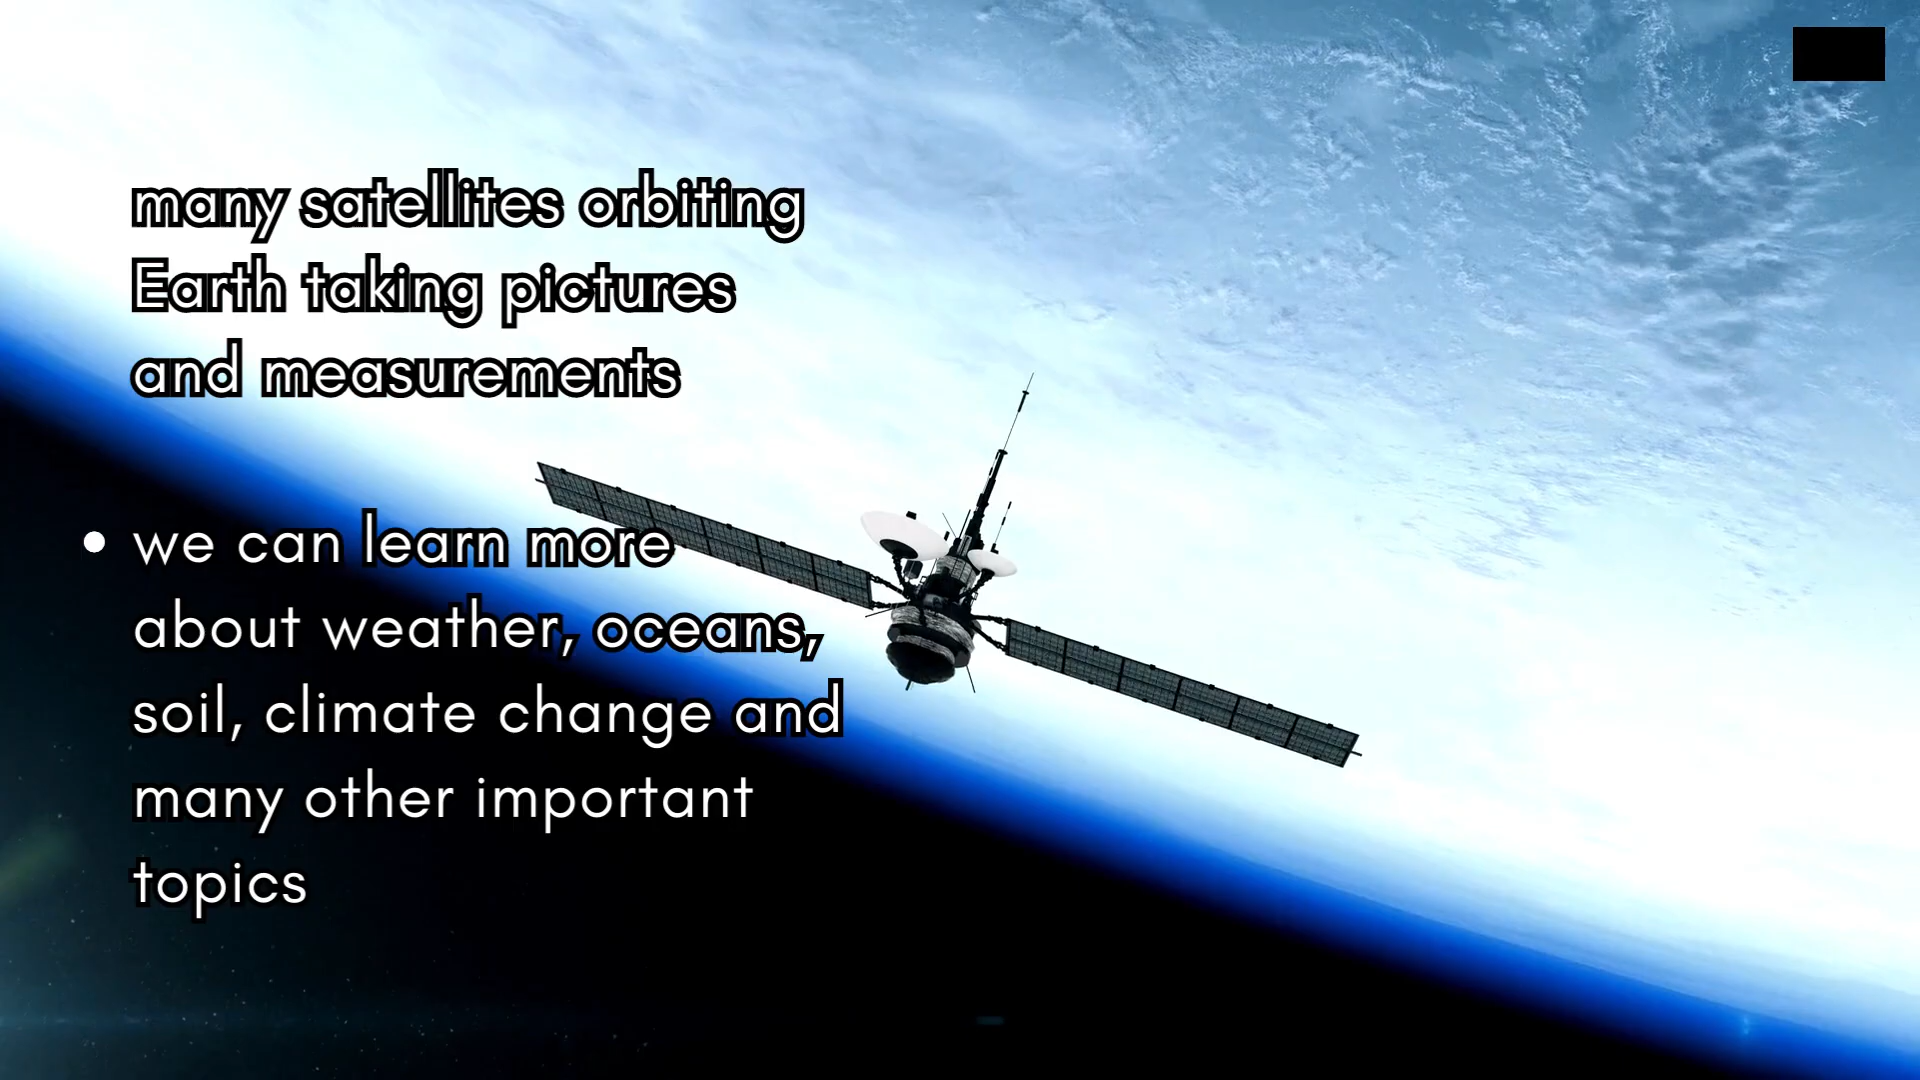 many satellites orbiting
Earth taking pictures
and measurements
• we can learn more
about weather, oceans,
soil, climate change and
many other important
topics